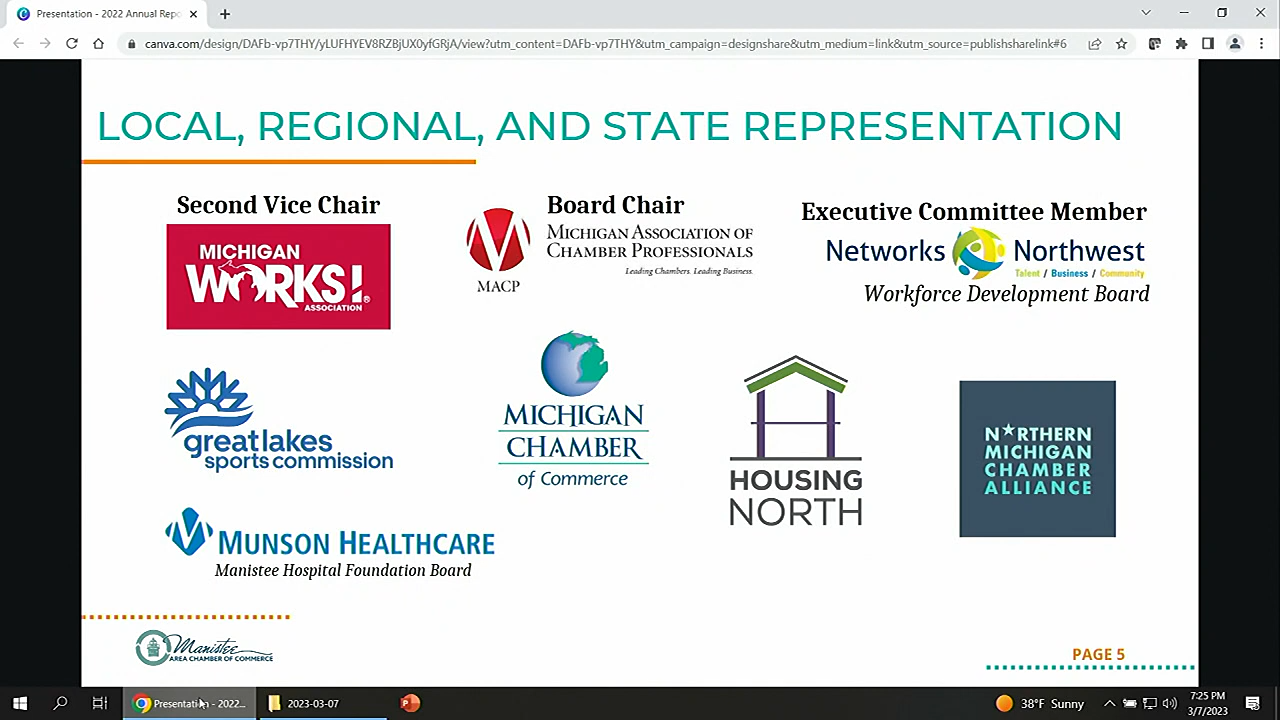 Presentation - 2022 Annual Repo
canva.com/design/DAFb-vp7THY/yLUFHYEV8RZBjUX0yfGRjA/view?utm_content=DAFb-vp7THY&utm_campaign=designshare&utm_medium=link&utm_source=publishsharelink#6
LOCAL, REGIONAL, AND STATE REPRESENTATION
Second Vice Chair
MICHIGAN
WORKS!®
ASSOCIATION
Board Chair
MICHIGAN ASSOCIATION OF
CHAMBER PROFESSIONALS
Leading Chambers. Leading Business.
MACP
Executive Committee Member
Networks Northwest
Talent / Business / Community
Workforce Development Board
great lakes
sports commission
MICHIGAN
CHAMBER
of Commerce
HOUSING
NORTH
NORTHERN
MICHIGAN
CHAMBER
ALLIANCE
MUNSON HEALTHCARE
Manistee Hospital Foundation Board
Manistee
AREA CHAMBER OF COMMERCE
PAGE 5
Presentation - 2022...
2023-03-07
38°F Sunny
7:25 PM
3/7/2023